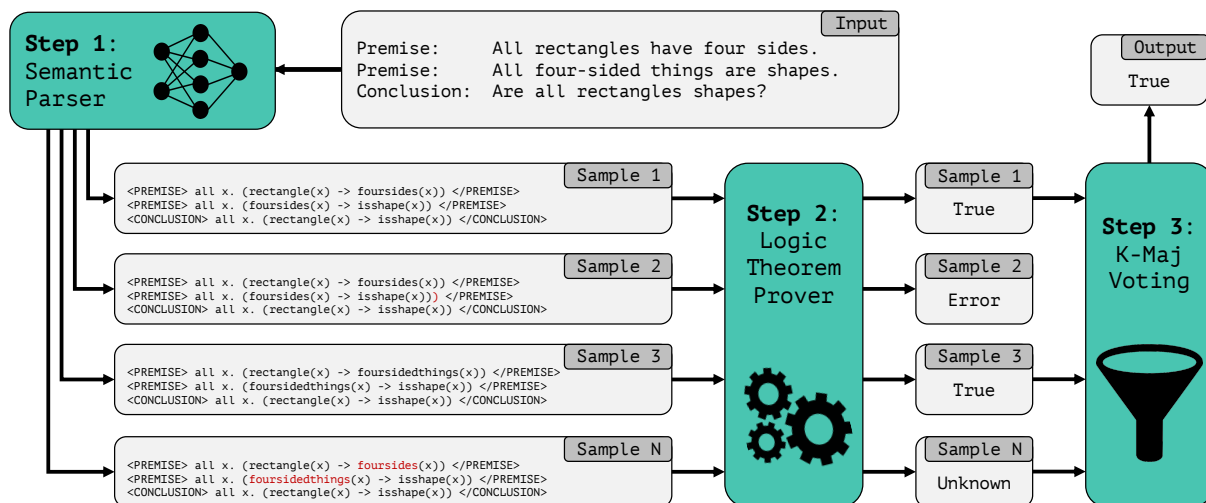 Step 1:
Semantic
Parser
Input
Premise: All rectangles have four sides.
Premise: All four-sided things are shapes.
Conclusion: Are all rectangles shapes?
Output
True
Sample 1
<PREMISE> all x. (rectangle(x) -> foursides(x)) </PREMISE>
<PREMISE> all x. (foursides(x) -> isshape(x)) </PREMISE>
<CONCLUSION> all x. (rectangle(x) -> isshape(x)) </CONCLUSION>
Sample 2
<PREMISE> all x. (rectangle(x) -> foursides(x)) </PREMISE>
<PREMISE> all x. (foursides(x) -> isshape(x))) </PREMISE>
<CONCLUSION> all x. (rectangle(x) -> isshape(x)) </CONCLUSION>
Sample 3
<PREMISE> all x. (rectangle(x) -> foursidedthings(x)) </PREMISE>
<PREMISE> all x. (foursidedthings(x) -> isshape(x)) </PREMISE>
<CONCLUSION> all x. (rectangle(x) -> isshape(x)) </CONCLUSION>
Sample N
<PREMISE> all x. (rectangle(x) -> foursides(x)) </PREMISE>
<PREMISE> all x. (foursidedthings(x) -> isshape(x)) </PREMISE>
<CONCLUSION> all x. (rectangle(x) -> isshape(x)) </CONCLUSION>
Step 2:
Logic
Theorem
Prover
Sample 1
True
Sample 2
Error
Sample 3
True
Sample N
Unknown
Step 3:
K-Maj
Voting